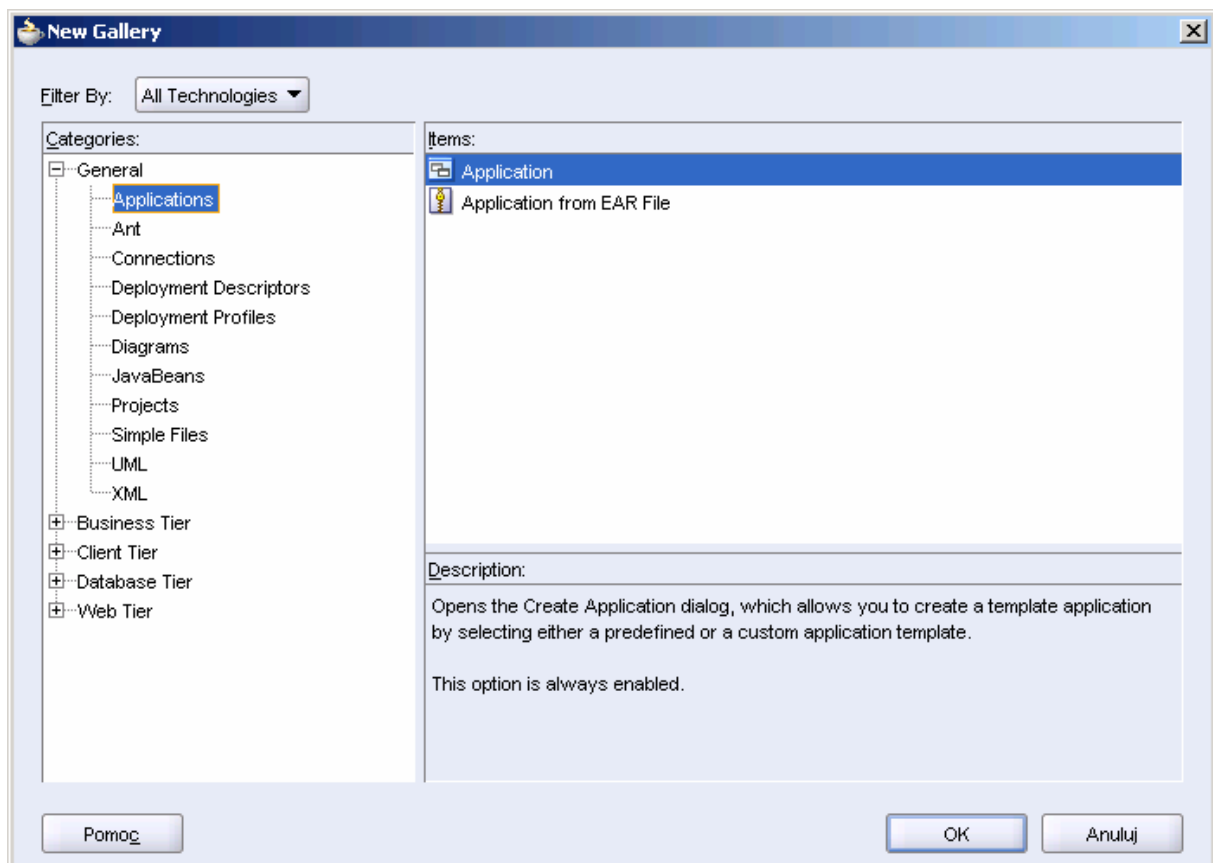 New Gallery
Filter By: All Technologies
Categories:
General
Applications
Ant
Connections
Deployment Descriptors
Deployment Profiles
Diagrams
JavaBeans
Projects
Simple Files
UML
XML
Business Tier
Client Tier
Database Tier
Web Tier
Items:
Application
Application from EAR File
Description:
Opens the Create Application dialog, which allows you to create a template application
by selecting either a predefined or a custom application template.
This option is always enabled.
Pomoc
OK
Anuluj